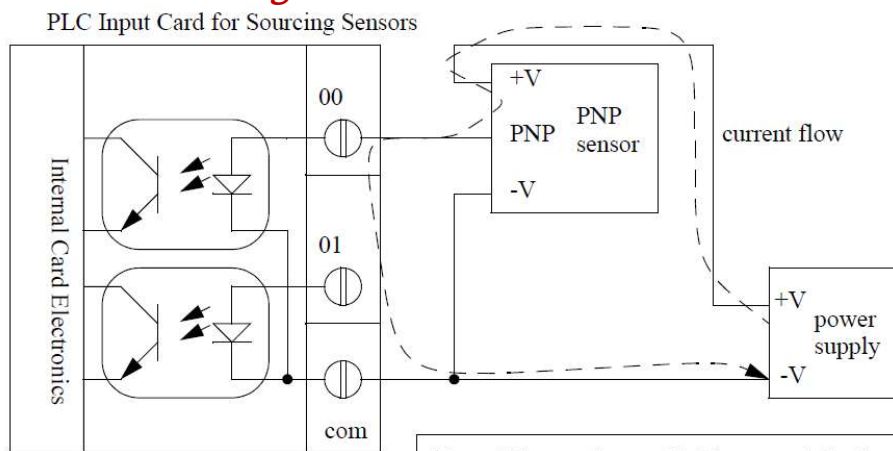 PLC Input Card for Sourcing Sensors
00
+V
PNP
PNP
sensor
current flow
-V
Internal Card Electronics
01
+V
power
supply
-V
com